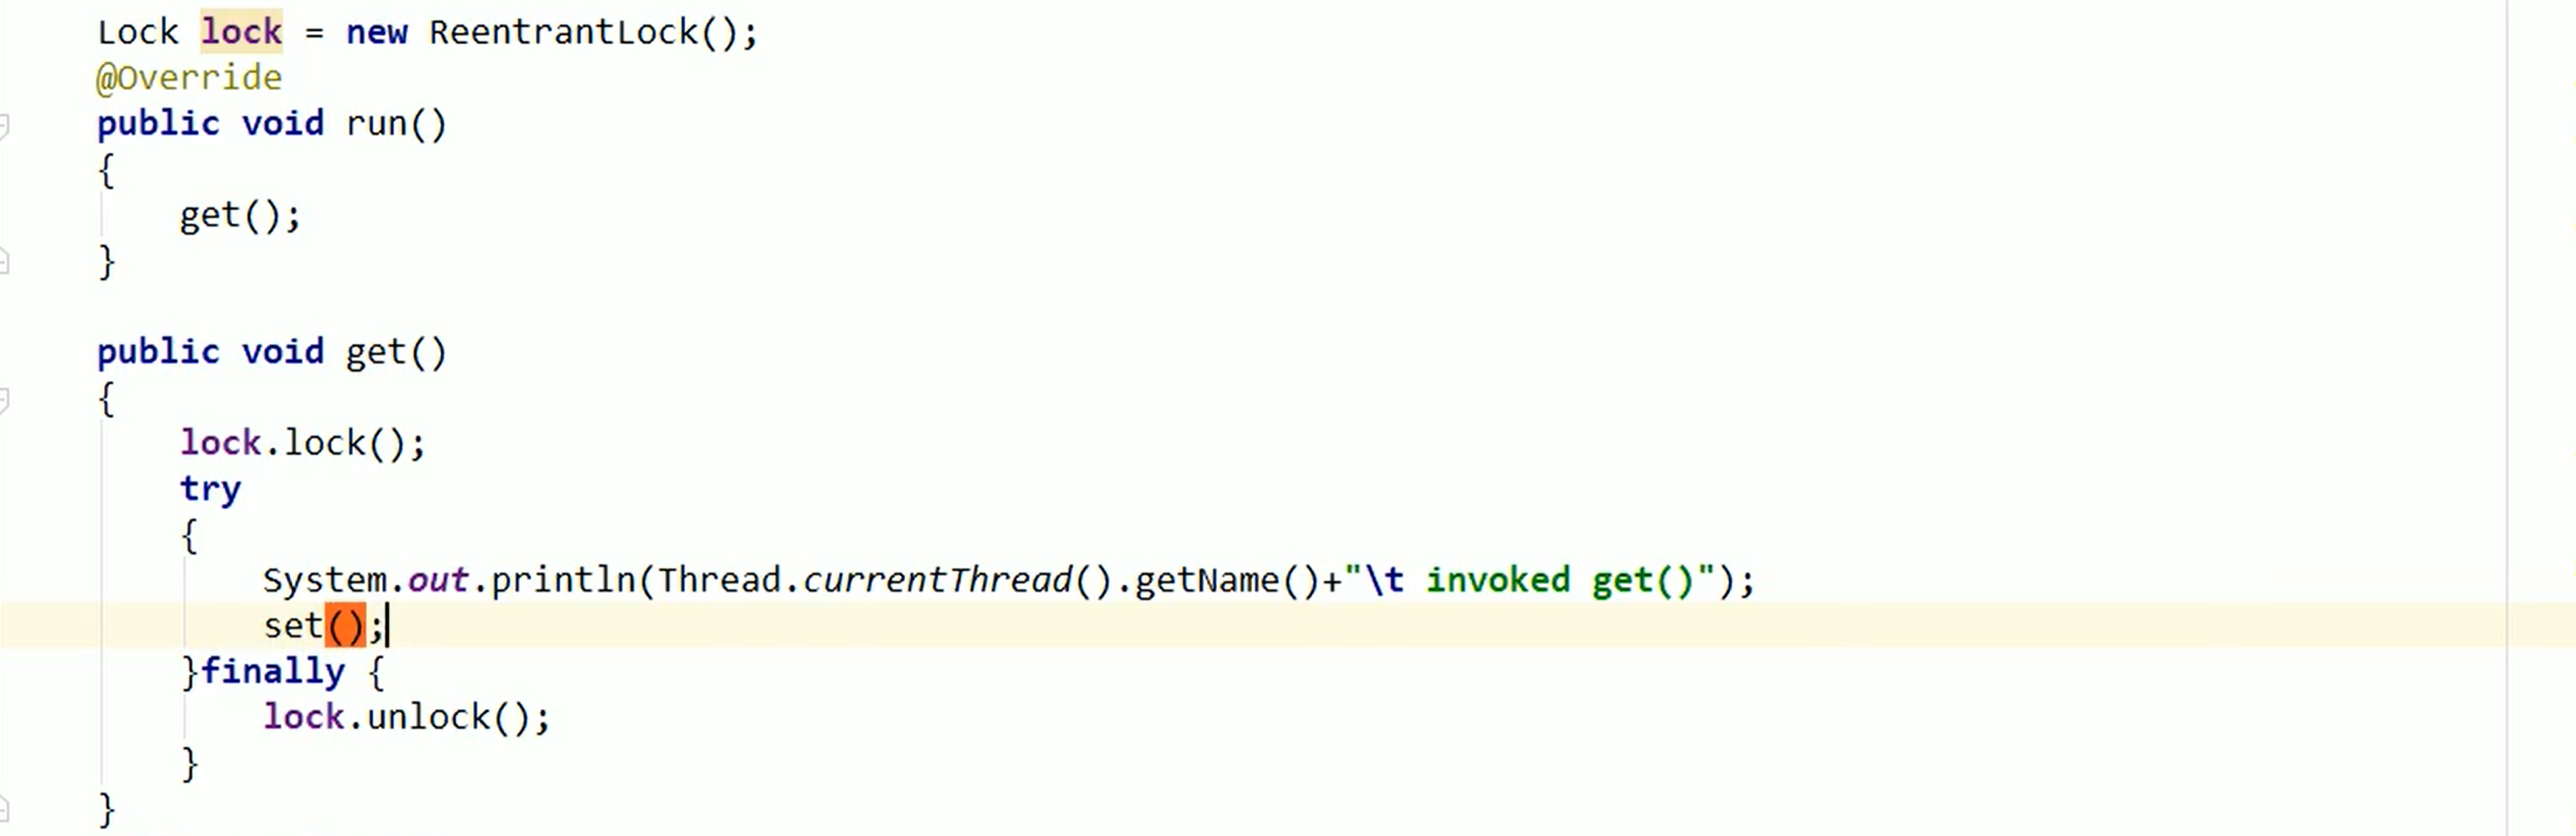 Lock lock = new ReentrantLock();
@Override
public void run()
{
    get();
}

public void get()
{
    lock.lock();
    try
    {
        System.out.println(Thread.currentThread().getName()+"\t invoked get()");
        set();
    }finally {
        lock.unlock();
    }
}